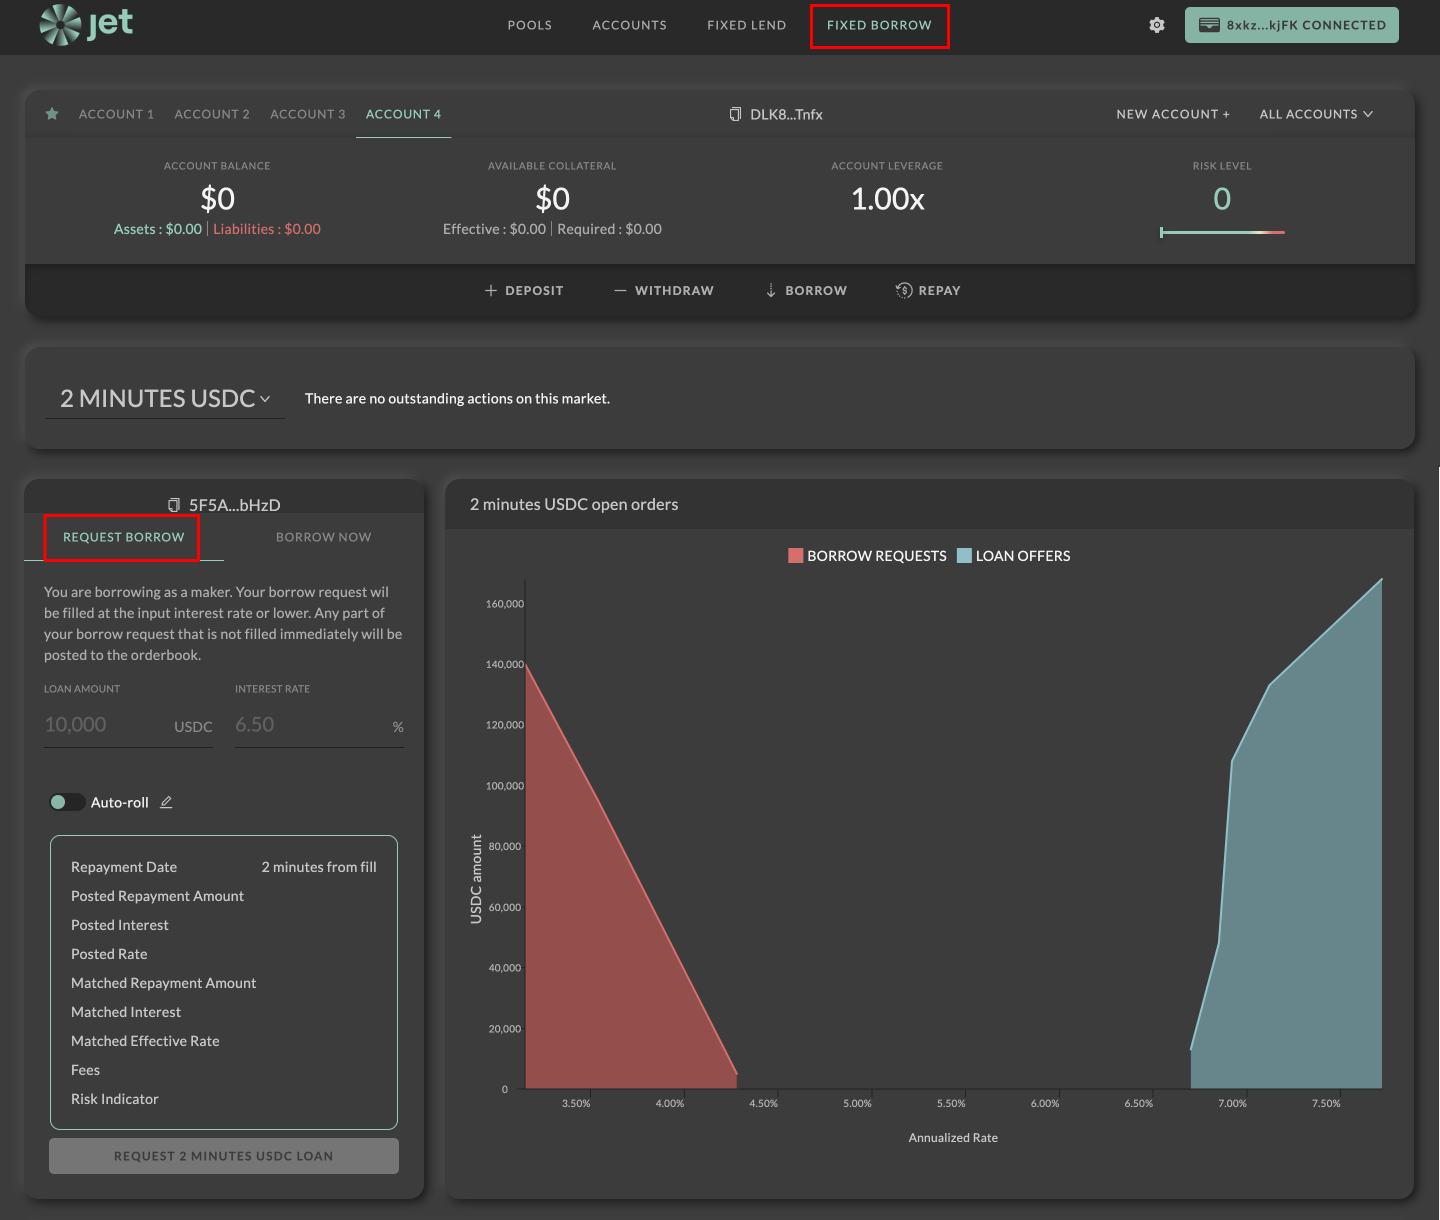 jet
POOLS ACCOUNTS FIXED LEND FIXED BORROW 8xkz...kjFK CONNECTED
ACCOUNT 1 ACCOUNT 2 ACCOUNT 3 ACCOUNT 4 DLK8...Tnfx NEW ACCOUNT + ALL ACCOUNTS
ACCOUNT BALANCE AVAILABLE COLLATERAL ACCOUNT LEVERAGE RISK LEVEL
$0 $0 1.00x 0
Assets : $0.00 | Liabilities : $0.00 Effective : $0.00 | Required : $0.00
+ DEPOSIT — WITHDRAW ↓ BORROW $ REPAY
2 MINUTES USDC There are no outstanding actions on this market.
5F5A...bHzD
REQUEST BORROW BORROW NOW
You are borrowing as a maker. Your borrow request wil
be filled at the input interest rate or lower. Any part of
your borrow request that is not filled immediately will be
posted to the orderbook.
LOAN AMOUNT INTEREST RATE
10,000 USDC 6.50 %
Auto-roll
Repayment Date 2 minutes from fill
Posted Repayment Amount
Posted Interest
Posted Rate
Matched Repayment Amount
Matched Interest
Matched Effective Rate
Fees
Risk Indicator
REQUEST 2 MINUTES USDC LOAN
2 minutes USDC open orders
BORROW REQUESTS LOAN OFFERS
160,000
140,000
120,000
100,000
80,000
60,000
40,000
20,000
0
USDC amount
3.50% 4.00% 4.50% 5.00% 5.50% 6.00% 6.50% 7.00% 7.50%
Annualized Rate